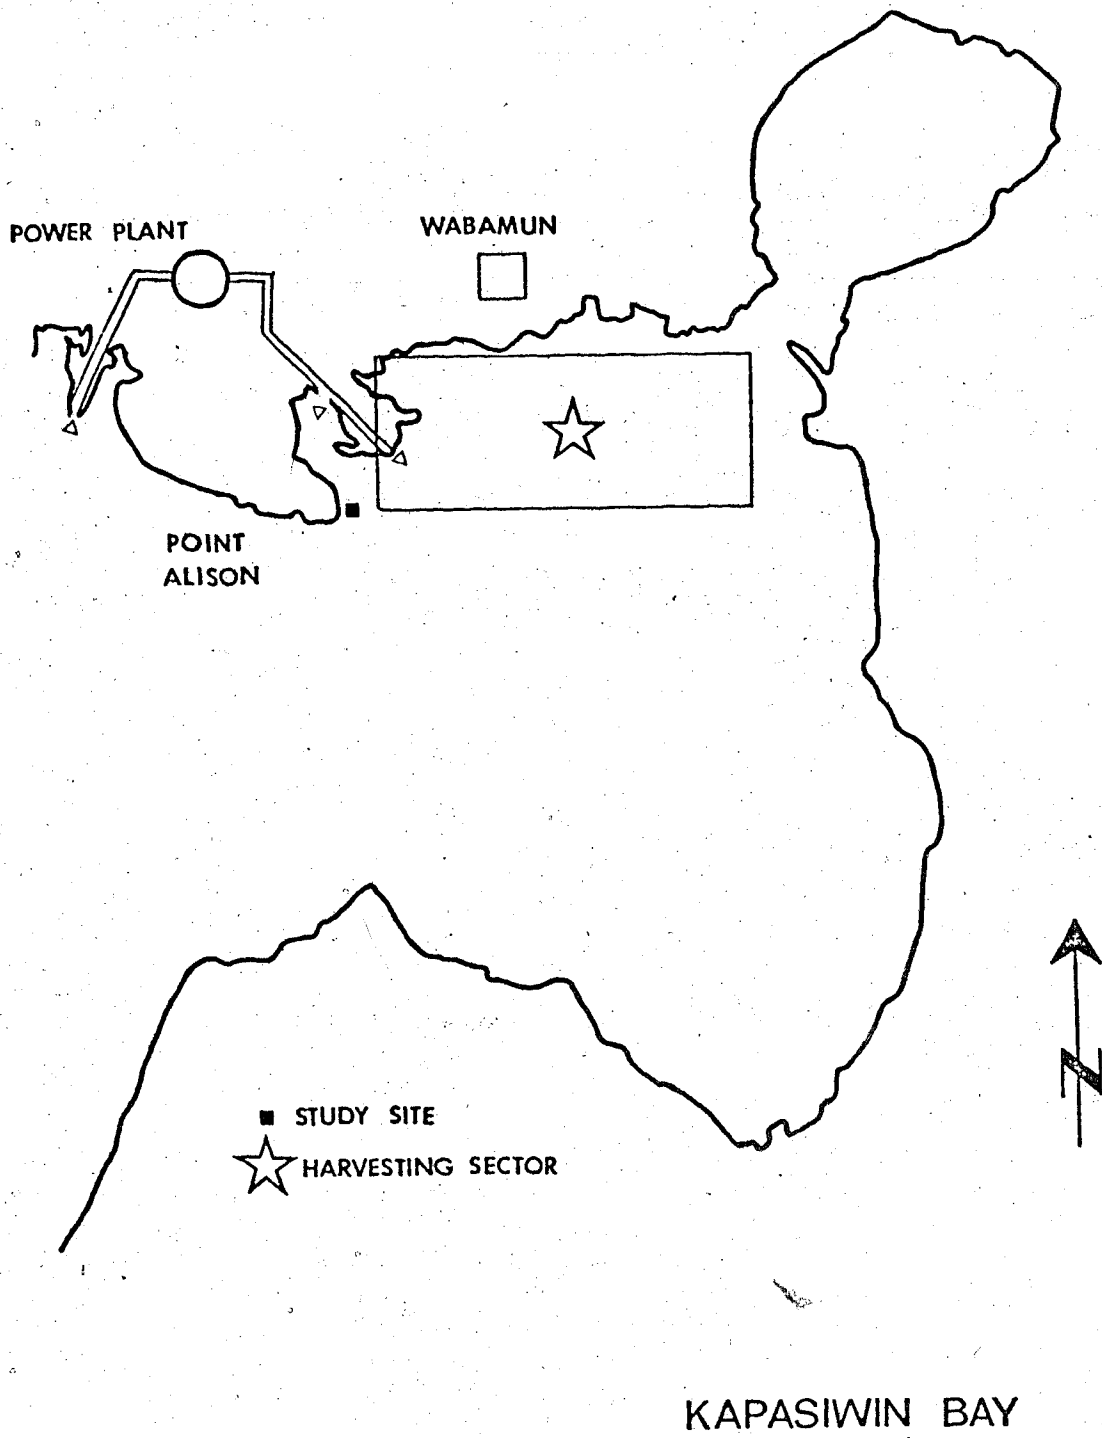 POWER PLANT
WABAMUN
POINT
ALISON
N
STUDY SITE
HARVESTING SECTOR
KAPASIWIN BAY